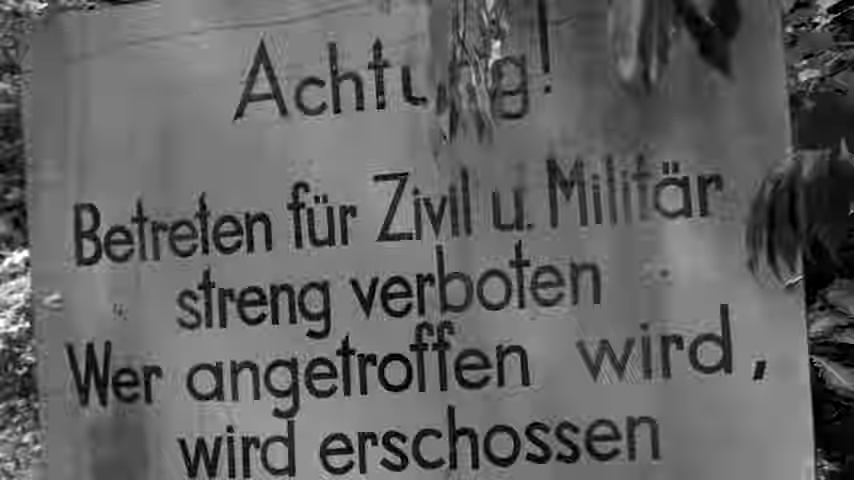 Achtung!
Betreten für Zivil u. Militär
streng verboten
Wer angetroffen wird,
wird erschossen